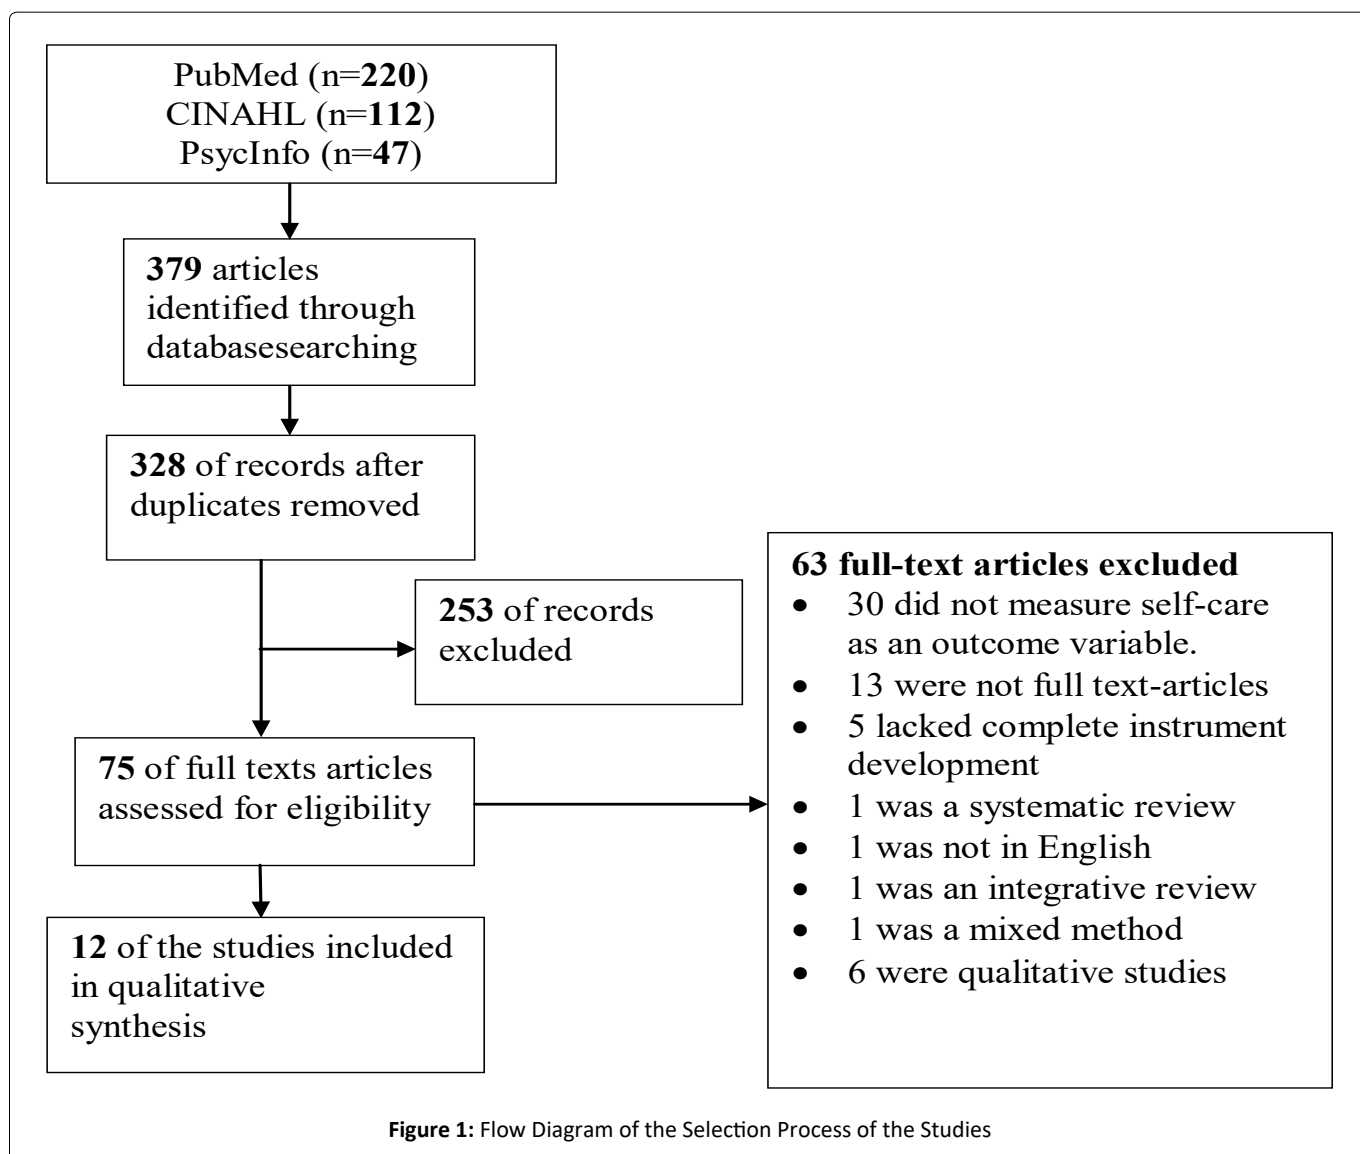 PubMed (n=220)
CINAHL (n=112)
PsycInfo (n=47)
379 articles
identified through
databasesearching
328 of records after
duplicates removed
253 of records
excluded
75 of full texts articles
assessed for eligibility
63 full-text articles excluded
• 30 did not measure self-care
as an outcome variable.
• 13 were not full text-articles
• 5 lacked complete instrument
development
• 1 was a systematic review
• 1 was not in English
• 1 was an integrative review
• 1 was a mixed method
• 6 were qualitative studies
12 of the studies included
in qualitative
synthesis
Figure 1: Flow Diagram of the Selection Process of the Studies